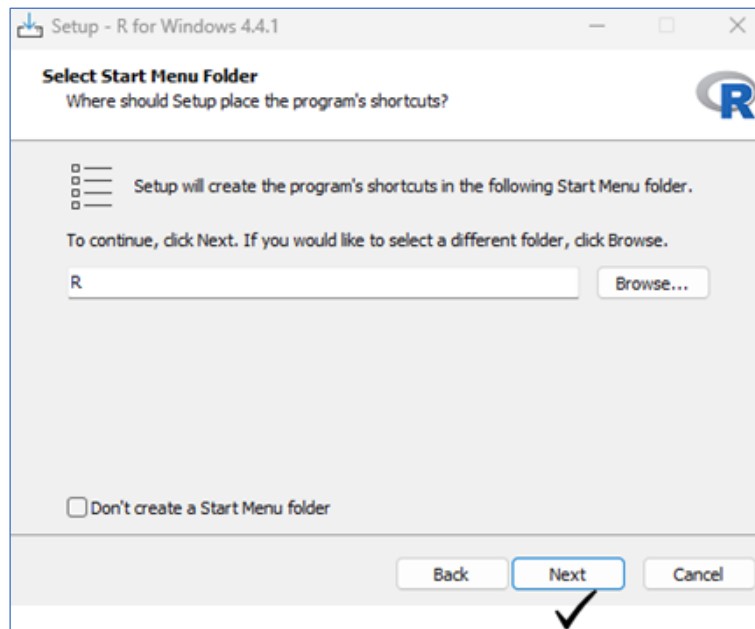 Setup - R for Windows 4.4.1
Select Start Menu Folder
Where should Setup place the program's shortcuts?
R
Setup will create the program's shortcuts in the following Start Menu folder.
To continue, click Next. If you would like to select a different folder, click Browse.
R
Browse...
Don't create a Start Menu folder
Back
Next
Cancel